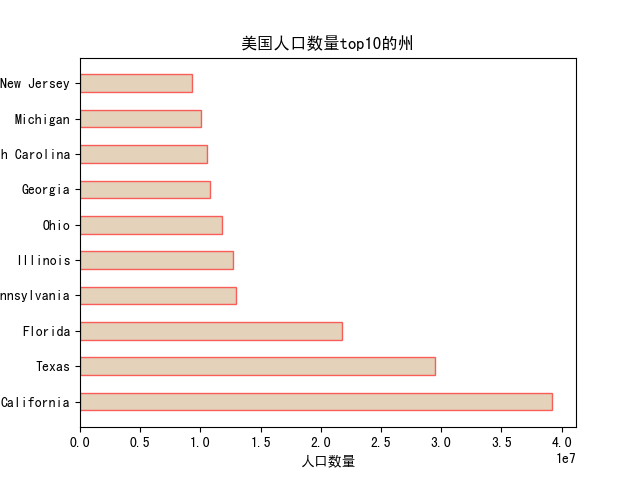 美国人口数量top10的州
New Jersey
Michigan
h Carolina
Georgia
Ohio
Illinois
nnsylvania
Florida
Texas
California
0.0 0.5 1.0 1.5 2.0 2.5 3.0 3.5 4.0
1e7
人口数量